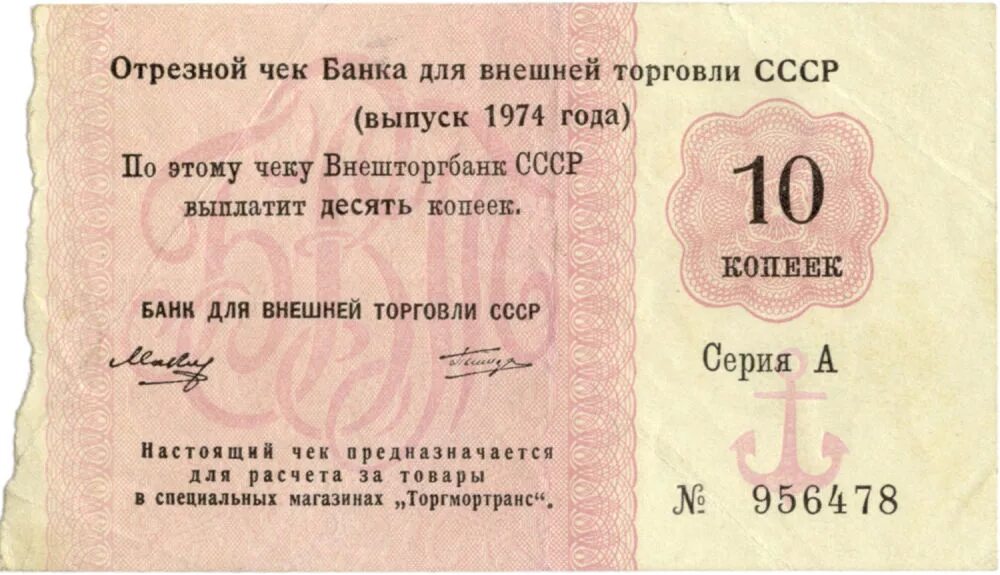 Отрезной чек Банка для внешней торговли СССР
(выпуск 1974 года)
По этому чеку Внешторгбанк СССР
выплатит десять копеек.
10
КОПЕЕК
БАНК ДЛЯ ВНЕШНЕЙ ТОРГОВЛИ СССР
Серия А
Настоящий чек предназначается
для расчета за товары
в специальных магазинах „Торгмортранс“.
№ 956478